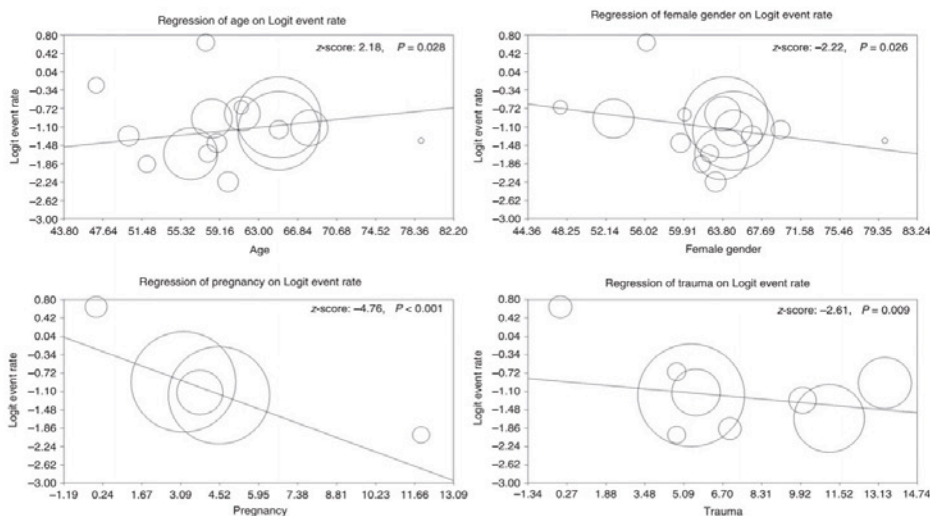 Regression of age on Logit event rate
z-score: 2.18, P = 0.028
Logit event rate
0.80
0.42
0.04
−0.34
−0.72
−1.10
−1.48
−1.86
−2.24
−2.62
−3.00
43.80 47.64 51.48 55.32 59.16 63.00 66.84 70.68 74.52 78.36 82.20
Age
Regression of female gender on Logit event rate
z-score: −2.22, P = 0.026
Logit event rate
0.80
0.42
0.04
−0.34
−0.72
−1.10
−1.48
−1.86
−2.24
−2.62
−3.00
44.36 48.25 52.14 56.02 59.91 63.80 67.69 71.58 75.46 79.35 83.24
Female gender
Regression of pregnancy on Logit event rate
z-score: −4.76, P < 0.001
Logit event rate
0.80
0.42
0.04
−0.34
−0.72
−1.10
−1.48
−1.86
−2.24
−2.62
−3.00
−1.19 0.24 1.67 3.09 4.52 5.95 7.38 8.81 10.23 11.66 13.09
Pregnancy
Regression of trauma on Logit event rate
z-score: −2.61, P = 0.009
Logit event rate
0.80
0.42
0.04
−0.34
−0.72
−1.10
−1.48
−1.86
−2.24
−2.62
−3.00
−1.34 0.27 1.88 3.48 5.09 6.70 8.31 9.92 11.52 13.13 14.74
Trauma